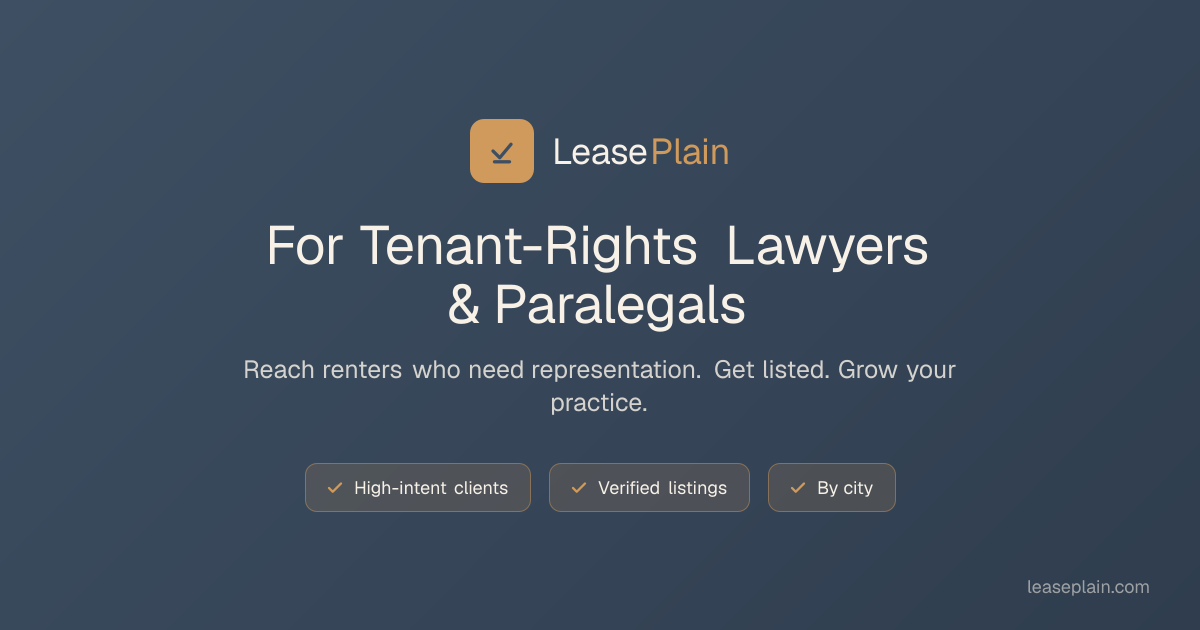 LeasePlain
For Tenant-Rights Lawyers
& Paralegals
Reach renters who need representation. Get listed. Grow your
practice.
High-intent clients
Verified listings
By city
leaseplain.com